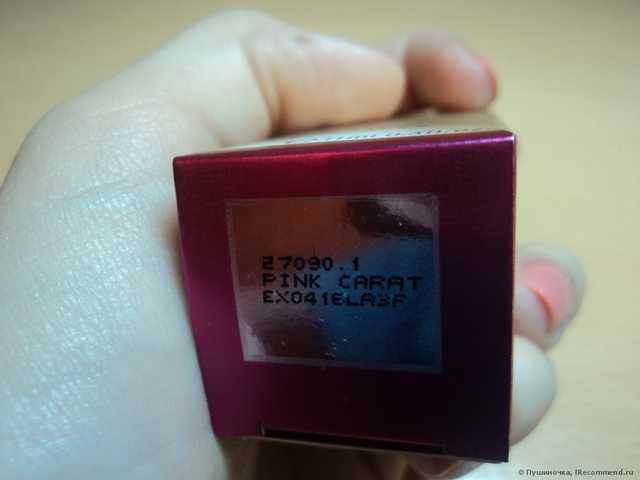 27090.1
PINK CARAT
EX0416LA3F
© Пушиночка, IRecommend.ru